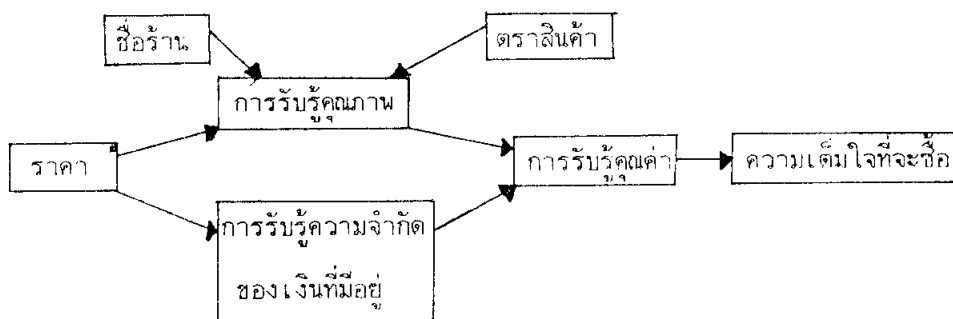 ชื่อร้าน
ตราสินค้า
การรับรู้คุณภาพ
ราคา
การรับรู้คุณค่า
ความเต็มใจที่จะซื้อ
การรับรู้ความจำกัด
ของเงินที่มีอยู่